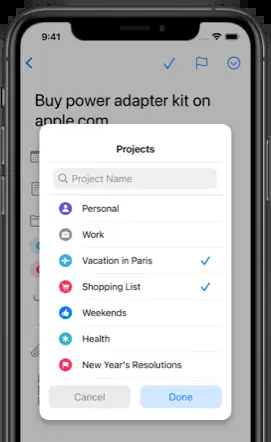 9:41
Buy power adapter kit on
apple.com
Projects
Project Name
Personal
Work
Vacation in Paris
Shopping List
Weekends
Health
New Year's Resolutions
Cancel
Done